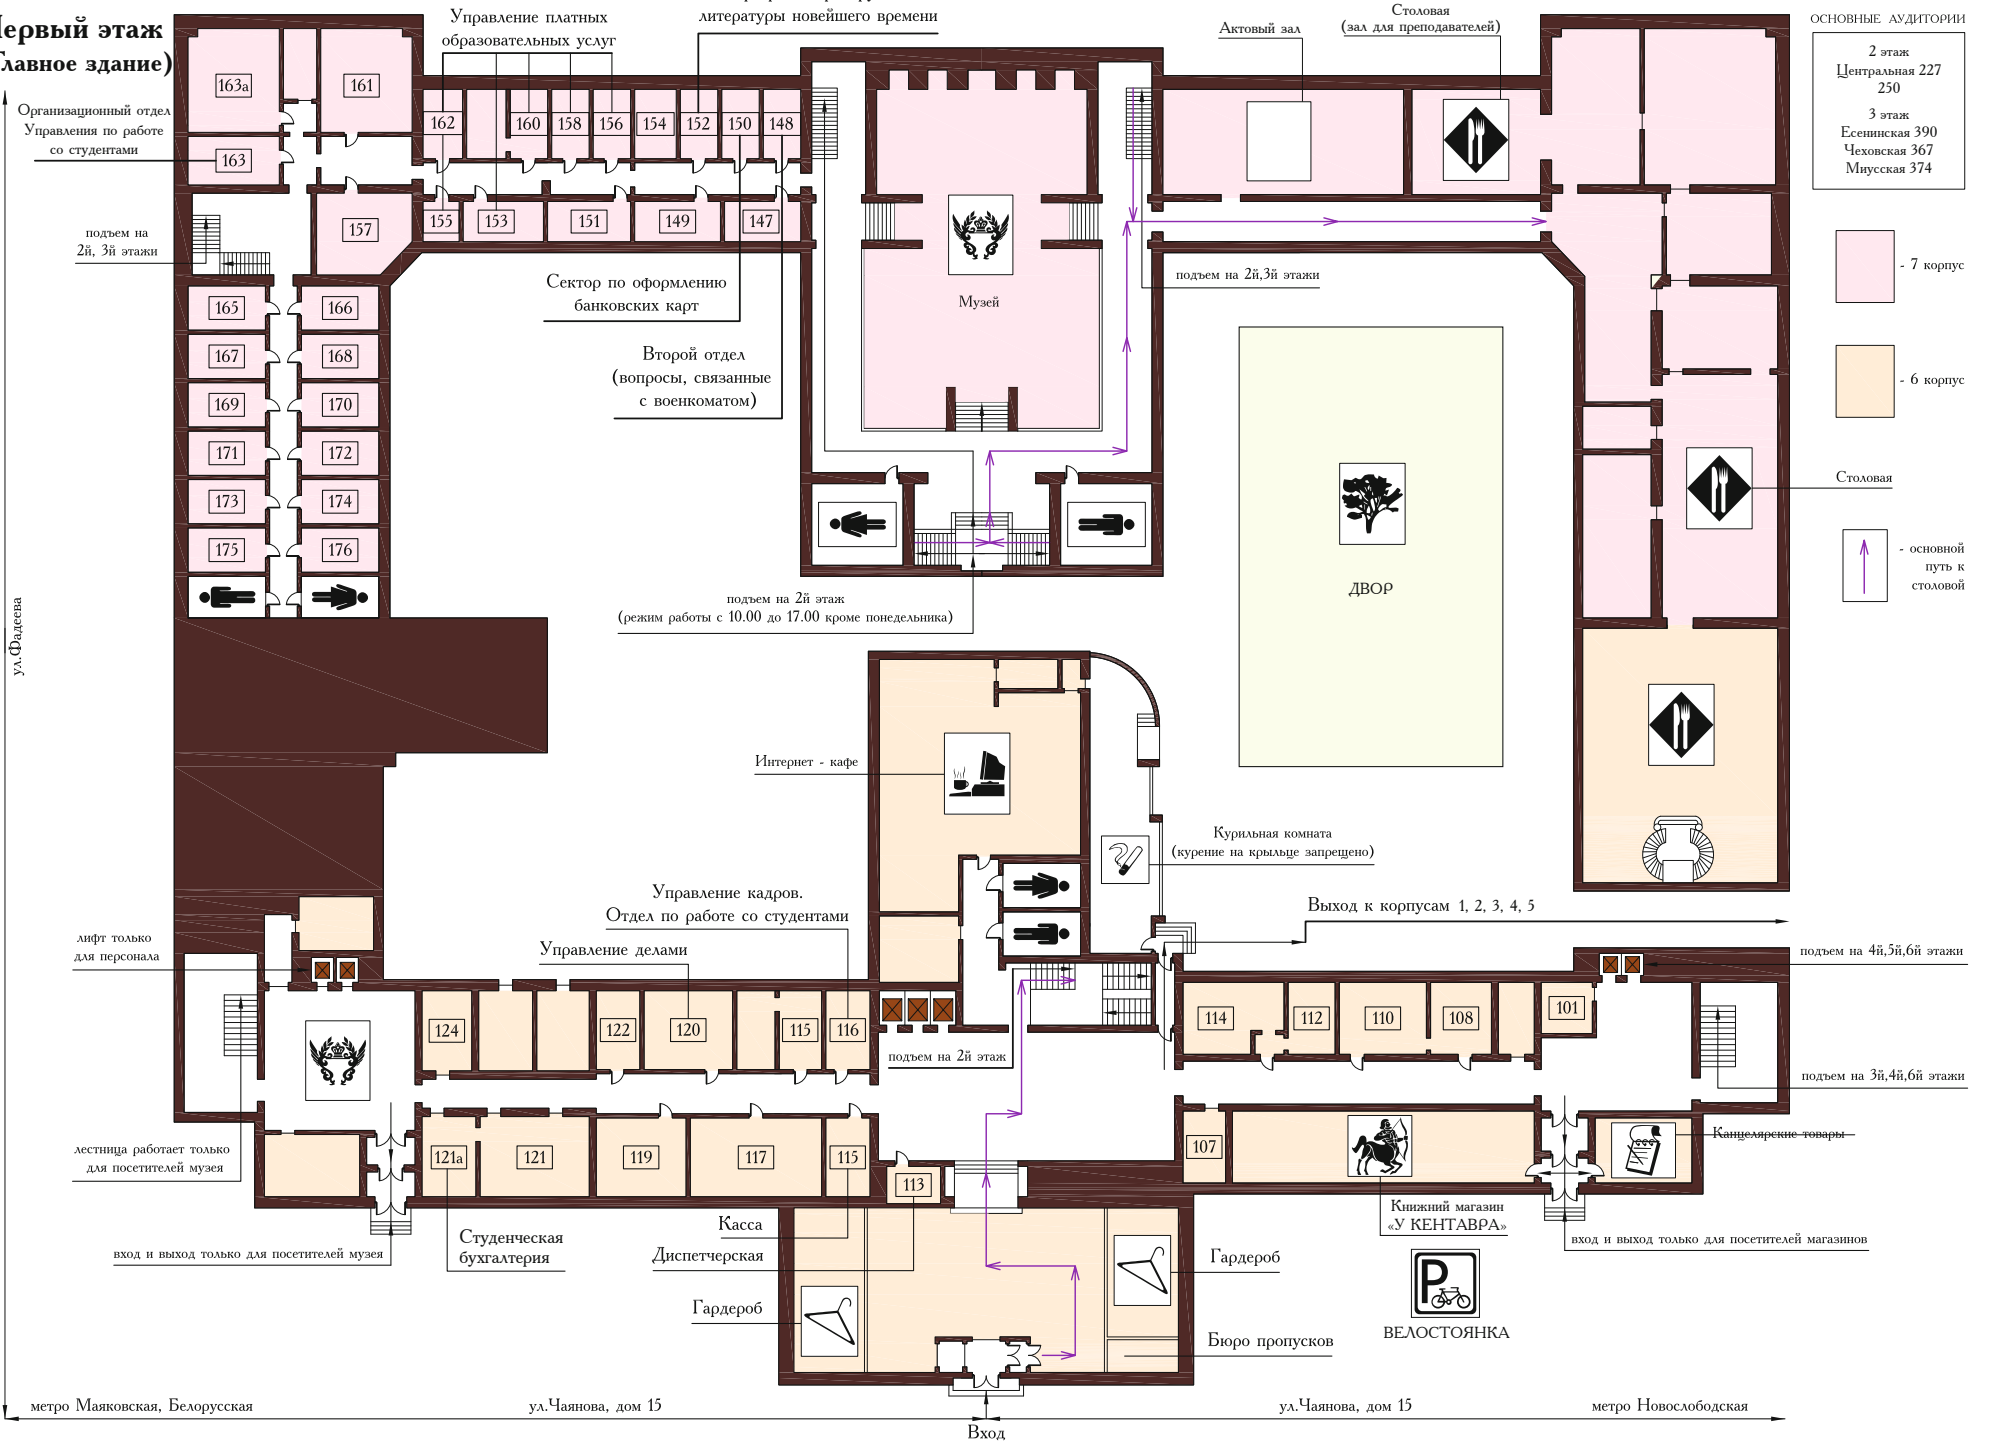 ервый этаж
лавное здание)
Управление платных
образовательных услуг
литературы новейшего времени
Актовый зал
Столовая
(зал для преподавателей)
ОСНОВНЫЕ АУДИТОРИИ
2 этаж
Центральная 227
250
3 этаж
Есенинская 390
Чеховская 367
Миусская 374
Организационный отдел
Управления по работе
со студентами
163а
161
163
162
160
158
156
154
152
150
148
157
155
153
151
149
147
подъем на
2й, 3й этажи
Сектор по оформлению
банковских карт
Второй отдел
(вопросы, связанные
с военкоматом)
Музей
подъем на 2й,3й этажи
- 7 корпус
- 6 корпус
Столовая
- основной
путь к
столовой
165
166
167
168
169
170
171
172
173
174
175
176
ДВОР
подъем на 2й этаж
(режим работы с 10.00 до 17.00 кроме понедельника)
ул.Фадеева
Интернет - кафе
Курильная комната
(курение на крыльце запрещено)
Управление кадров.
Отдел по работе со студентами
Управление делами
Выход к корпусам 1, 2, 3, 4, 5
лифт только
для персонала
подъем на 4й,5й,6й этажи
124
122
120
115
116
подъем на 2й этаж
114
112
110
108
101
подъем на 3й,4й,6й этажи
лестница работает только
для посетителей музея
121а
121
119
117
115
113
107
Канцелярские товары
вход и выход только для посетителей музея
Студенческая
бухгалтерия
Касса
Диспетчерская
Гардероб
Гардероб
Бюро пропусков
Книжний магазин
«У КЕНТАВРА»
вход и выход только для посетителей магазинов
P
ВЕЛОСТОЯНКА
метро Маяковская, Белорусская
ул.Чаянова, дом 15
Вход
ул.Чаянова, дом 15
метро Новослободская